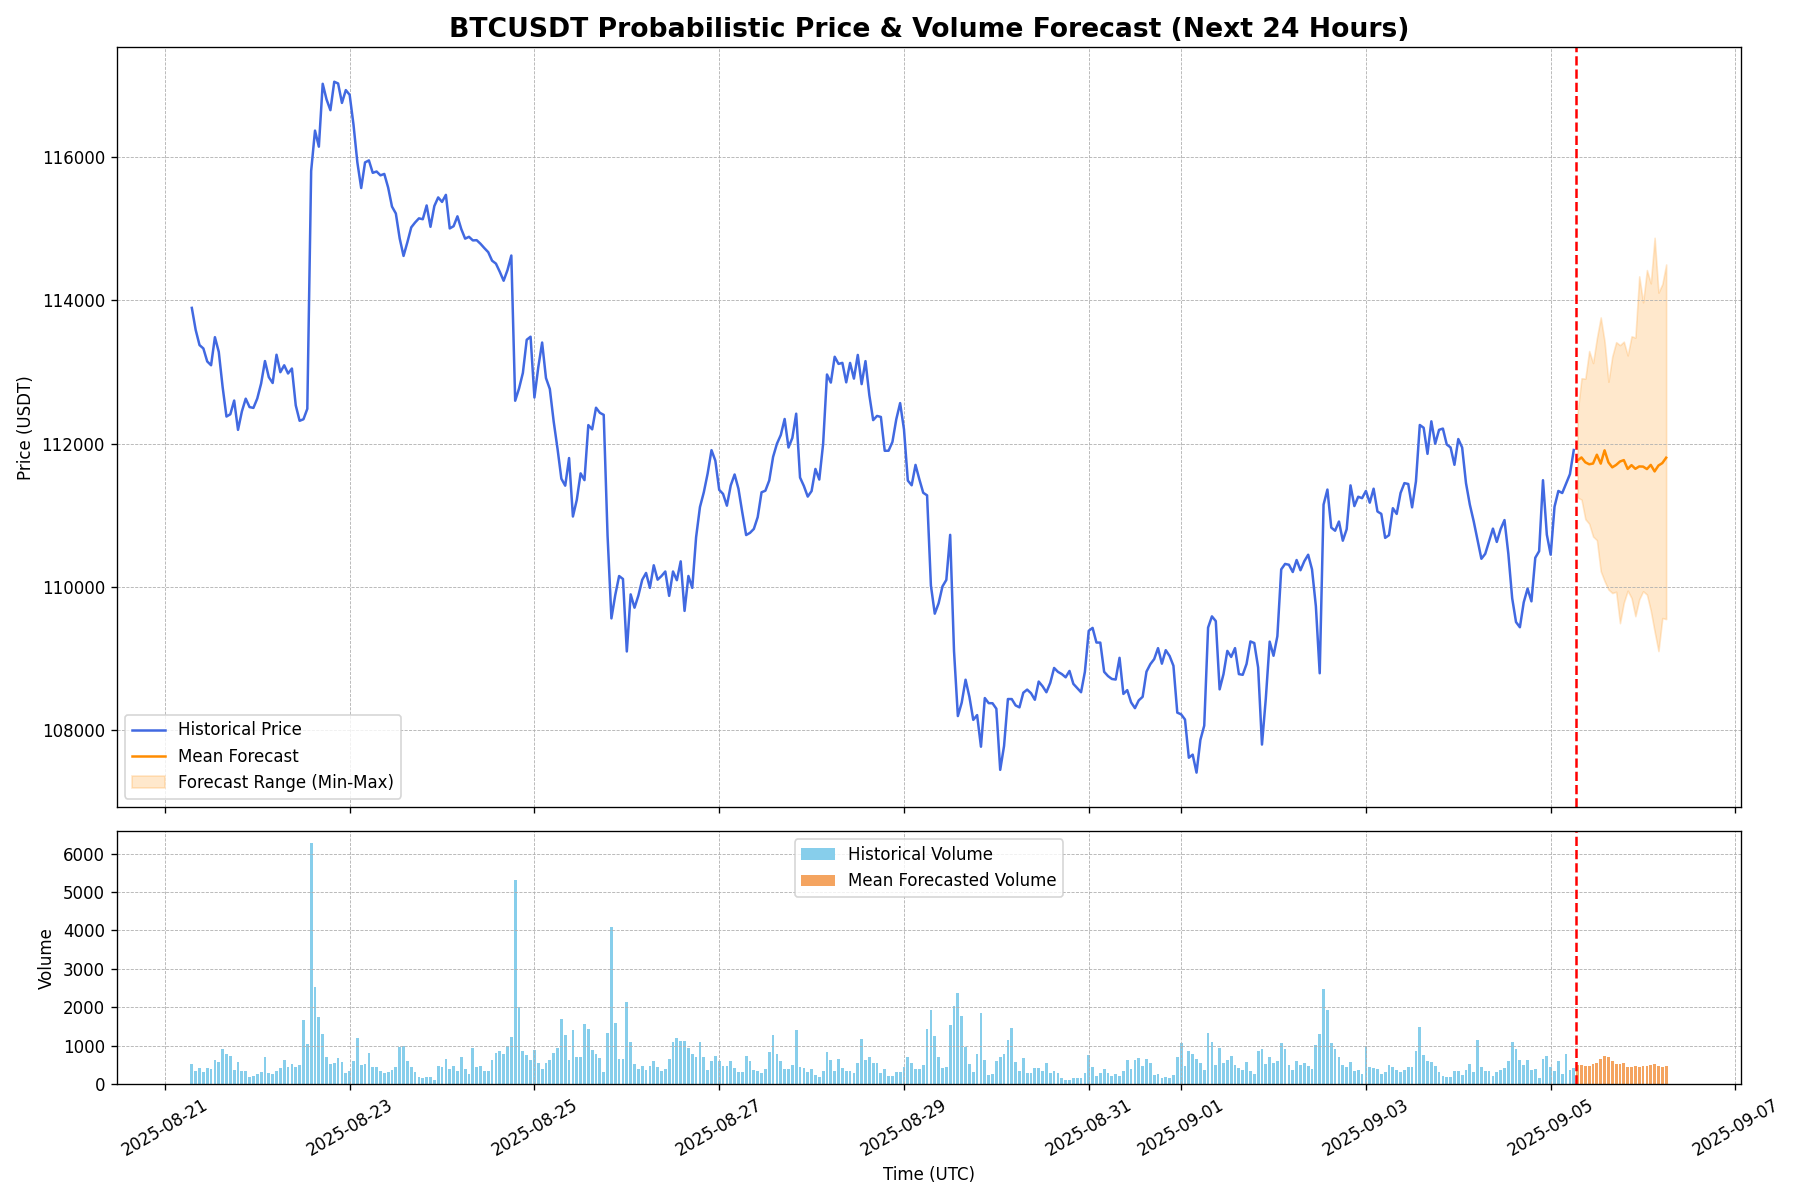 BTCUSDT Probabilistic Price & Volume Forecast (Next 24 Hours)
Price (USDT)
116000
114000
112000
110000
108000
Historical Price
Mean Forecast
Forecast Range (Min-Max)
Volume
6000
5000
4000
3000
2000
1000
0
Historical Volume
Mean Forecasted Volume
2025-08-21
2025-08-23
2025-08-25
2025-08-27
2025-08-29
2025-08-31
2025-09-01
2025-09-03
2025-09-05
2025-09-07
Time (UTC)